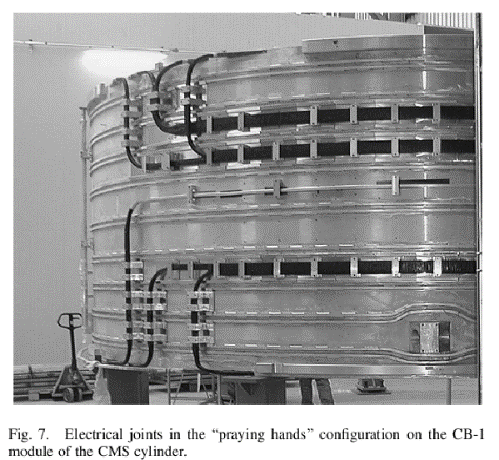 Fig. 7. Electrical joints in the “praying hands” configuration on the CB-1
module of the CMS cylinder.